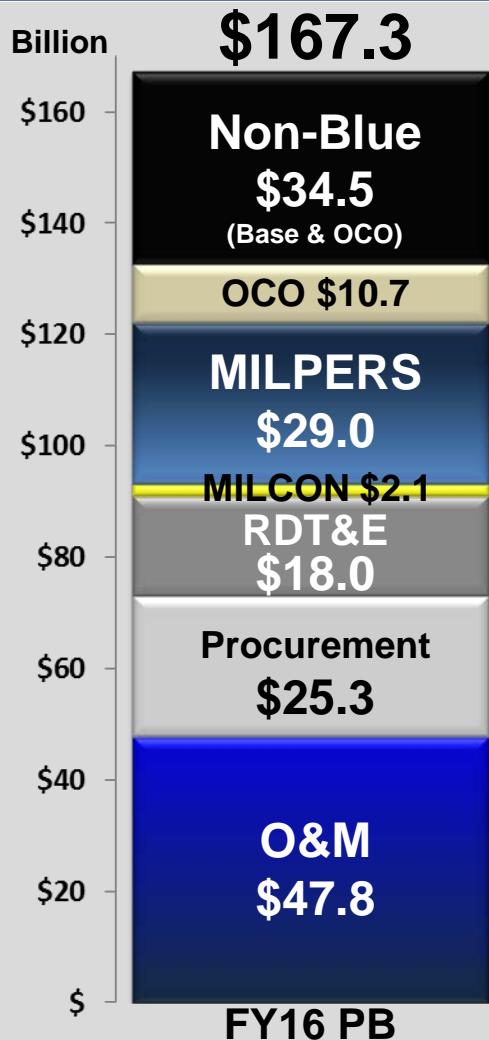 Billion
$167.3
$160
$140
$120
$100
$80
$60
$40
$20
$
Non-Blue
$34.5
(Base & OCO)
OCO $10.7
MILPERS
$29.0
MILCON $2.1
RDT&E
$18.0
Procurement
$25.3
O&M
$47.8
FY16 PB